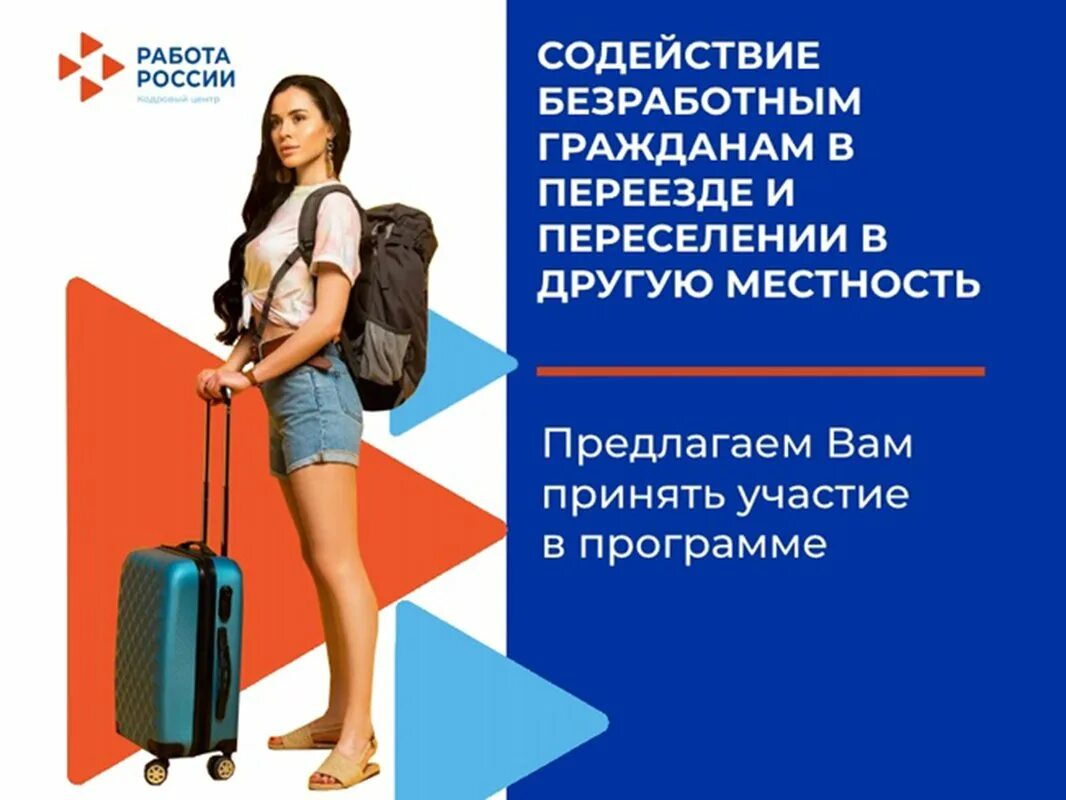 РАБОТА
РОССИИ
Кадровый центр
СОДЕЙСТВИЕ
БЕЗРАБОТНЫМ
ГРАЖДАНАМ В
ПЕРЕЕЗДЕ И
ПЕРЕСЕЛЕНИИ В
ДРУГУЮ МЕСТНОСТЬ
Предлагаем Вам
принять участие
в программе